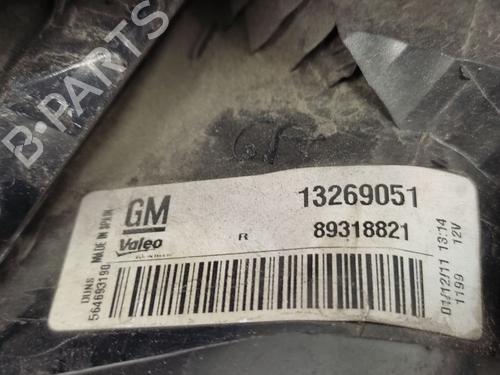 B-PARTS
GM
13269051
Valeo
R
89318821
MADE IN SPAIN
DUNS
564693190
01/12/11 13:14
1199 12V